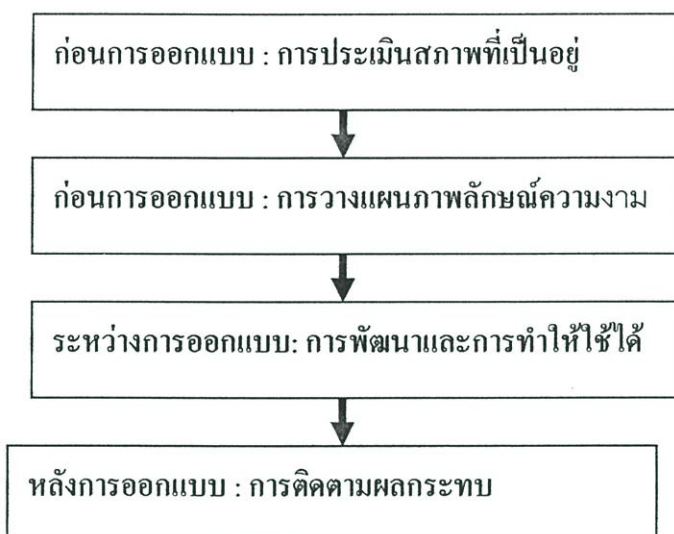 ก่อนการออกแบบ : การประเมินสภาพที่เป็นอยู่
ก่อนการออกแบบ : การวางแผนภาพลักษณ์ความงาม
ระหว่างการออกแบบ: การพัฒนาและการทำให้ใช้ได้
หลังการออกแบบ : การติดตามผลกระทบ